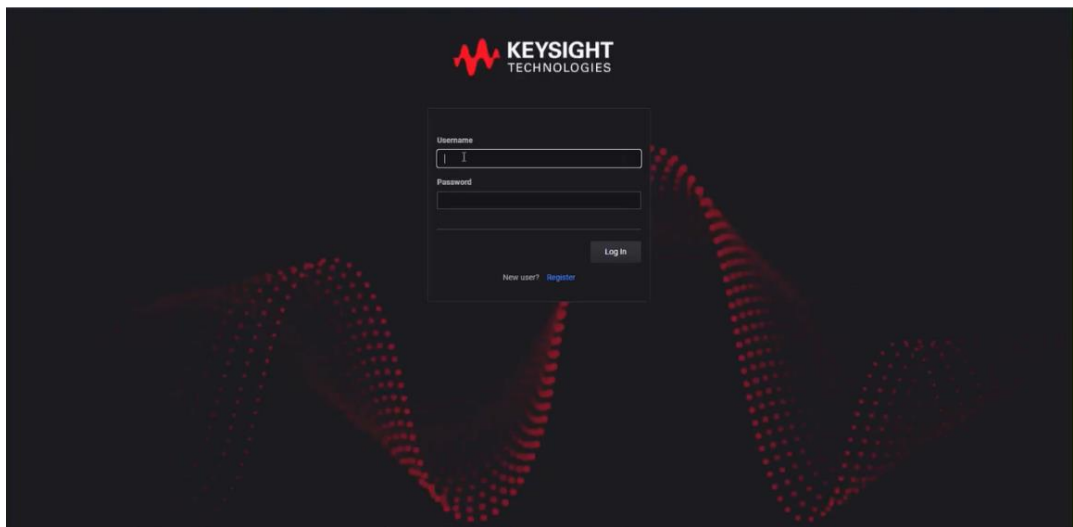 KEYSIGHT
TECHNOLOGIES
Username
Password
Log In
New user? Register